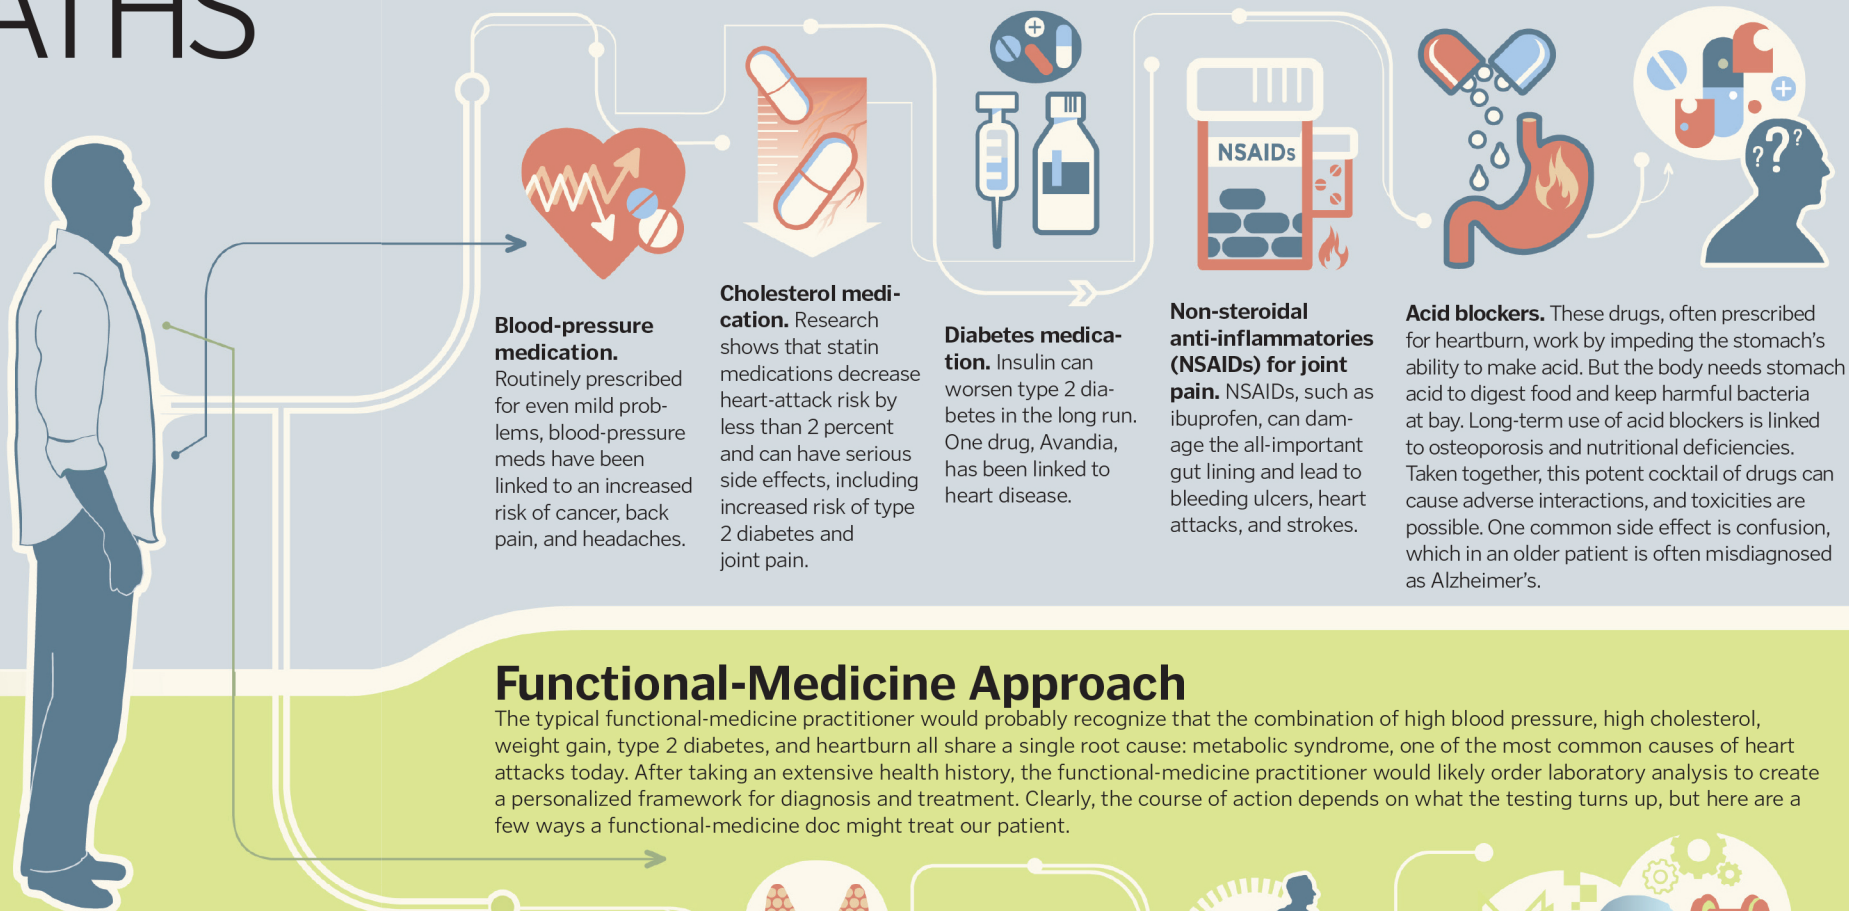 ATHS
NSAIDs
? ? ?
Blood-pressure
medication.
Routinely prescribed
for even mild prob-
lems, blood-pressure
meds have been
linked to an increased
risk of cancer, back
pain, and headaches.
Cholesterol medi-
cation. Research
shows that statin
medications decrease
heart-attack risk by
less than 2 percent
and can have serious
side effects, including
increased risk of type
2 diabetes and
joint pain.
Diabetes medica-
tion. Insulin can
worsen type 2 dia-
betes in the long run.
One drug, Avandia,
has been linked to
heart disease.
Non-steroidal
anti-inflammatories
(NSAIDs) for joint
pain. NSAIDs, such as
ibuprofen, can dam-
age the all-important
gut lining and lead to
bleeding ulcers, heart
attacks, and strokes.
Acid blockers. These drugs, often prescribed
for heartburn, work by impeding the stomach’s
ability to make acid. But the body needs stomach
acid to digest food and keep harmful bacteria
at bay. Long-term use of acid blockers is linked
to osteoporosis and nutritional deficiencies.
Taken together, this potent cocktail of drugs can
cause adverse interactions, and toxicities are
possible. One common side effect is confusion,
which in an older patient is often misdiagnosed
as Alzheimer’s.
Functional-Medicine Approach
The typical functional-medicine practitioner would probably recognize that the combination of high blood pressure, high cholesterol,
weight gain, type 2 diabetes, and heartburn all share a single root cause: metabolic syndrome, one of the most common causes of heart
attacks today. After taking an extensive health history, the functional-medicine practitioner would likely order laboratory analysis to create
a personalized framework for diagnosis and treatment. Clearly, the course of action depends on what the testing turns up, but here are a
few ways a functional-medicine doc might treat our patient.